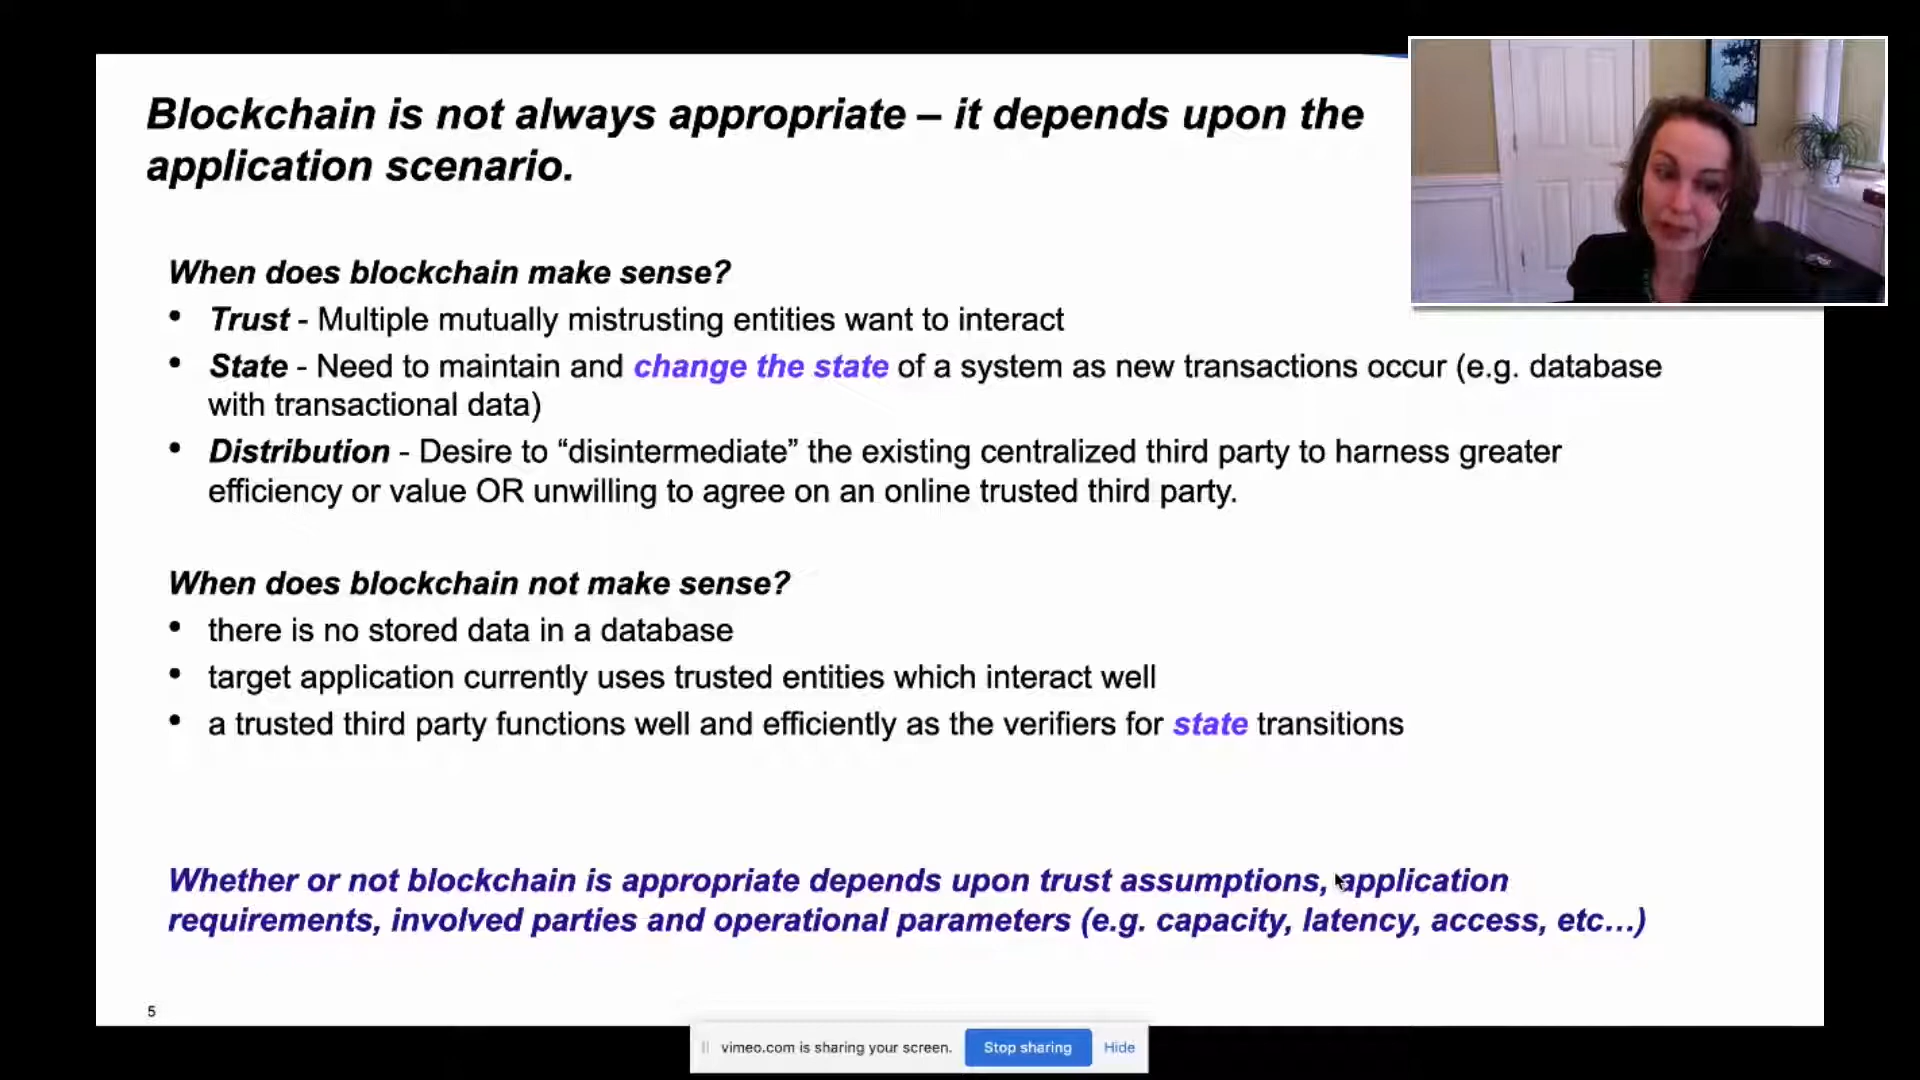 Blockchain is not always appropriate – it depends upon the
application scenario.
When does blockchain make sense?
• Trust - Multiple mutually mistrusting entities want to interact
• State - Need to maintain and change the state of a system as new transactions occur (e.g. database
with transactional data)
• Distribution - Desire to “disintermediate” the existing centralized third party to harness greater
efficiency or value OR unwilling to agree on an online trusted third party.
When does blockchain not make sense?
• there is no stored data in a database
• target application currently uses trusted entities which interact well
• a trusted third party functions well and efficiently as the verifiers for state transitions
Whether or not blockchain is appropriate depends upon trust assumptions, application
requirements, involved parties and operational parameters (e.g. capacity, latency, access, etc…)
5
vimeo.com is sharing your screen. Stop sharing Hide